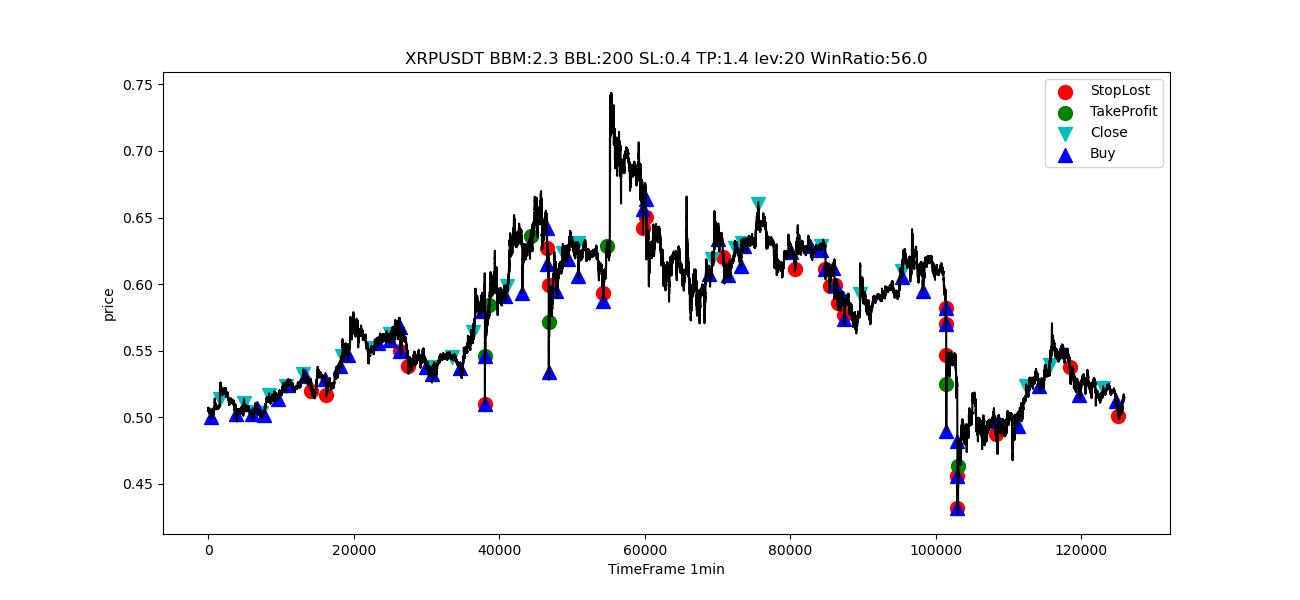 XRPUSDT BBM:2.3 BBL:200 SL:0.4 TP:1.4 lev:20 WinRatio:56.0
StopLost
TakeProfit
Close
Buy
price
0.75
0.70
0.65
0.60
0.55
0.50
0.45
0 20000 40000 60000 80000 100000 120000
TimeFrame 1min